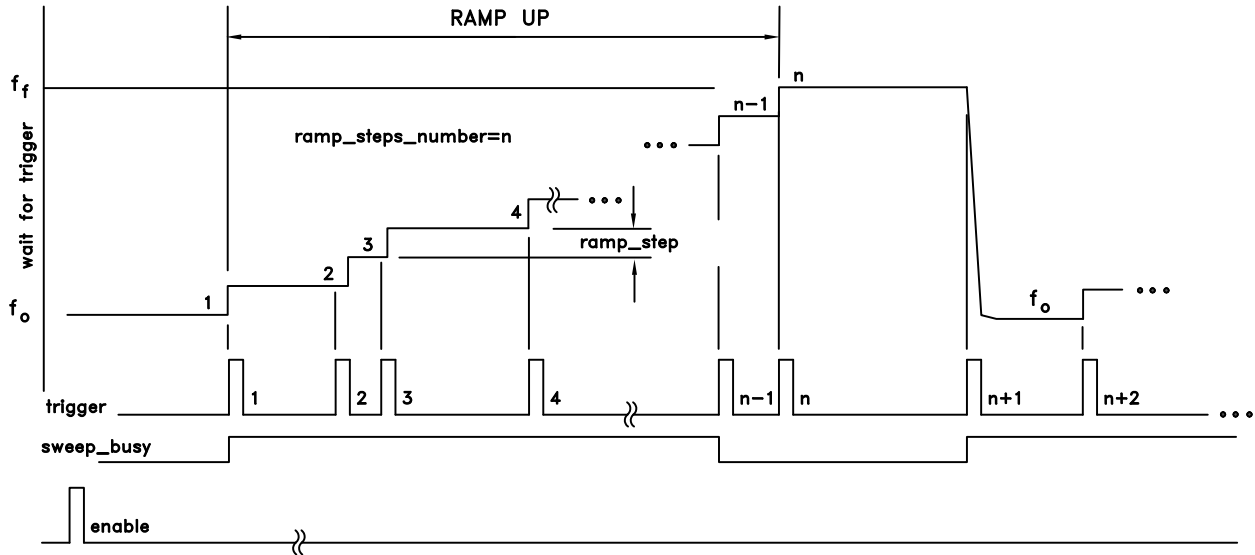 RAMP UP
f_f
n
n-1
ramp_steps_number=n
wait for trigger
4
ramp_step
3
2
1
f_o
f_o
trigger
1
2
3
4
n-1
n
n+1
n+2
sweep_busy
enable